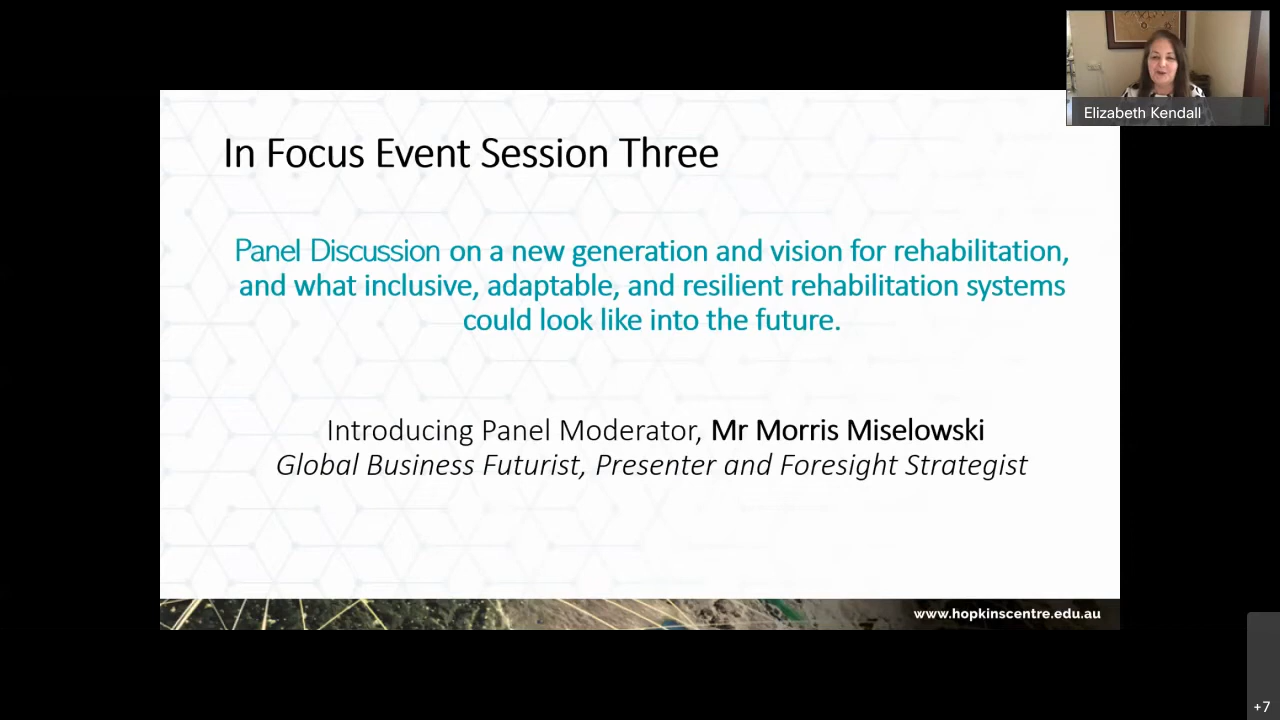 Elizabeth Kendall
In Focus Event Session Three
Panel Discussion on a new generation and vision for rehabilitation,
and what inclusive, adaptable, and resilient rehabilitation systems
could look like into the future.
Introducing Panel Moderator, Mr Morris Miselowski
Global Business Futurist, Presenter and Foresight Strategist
www.hopkinscentre.edu.au
+7